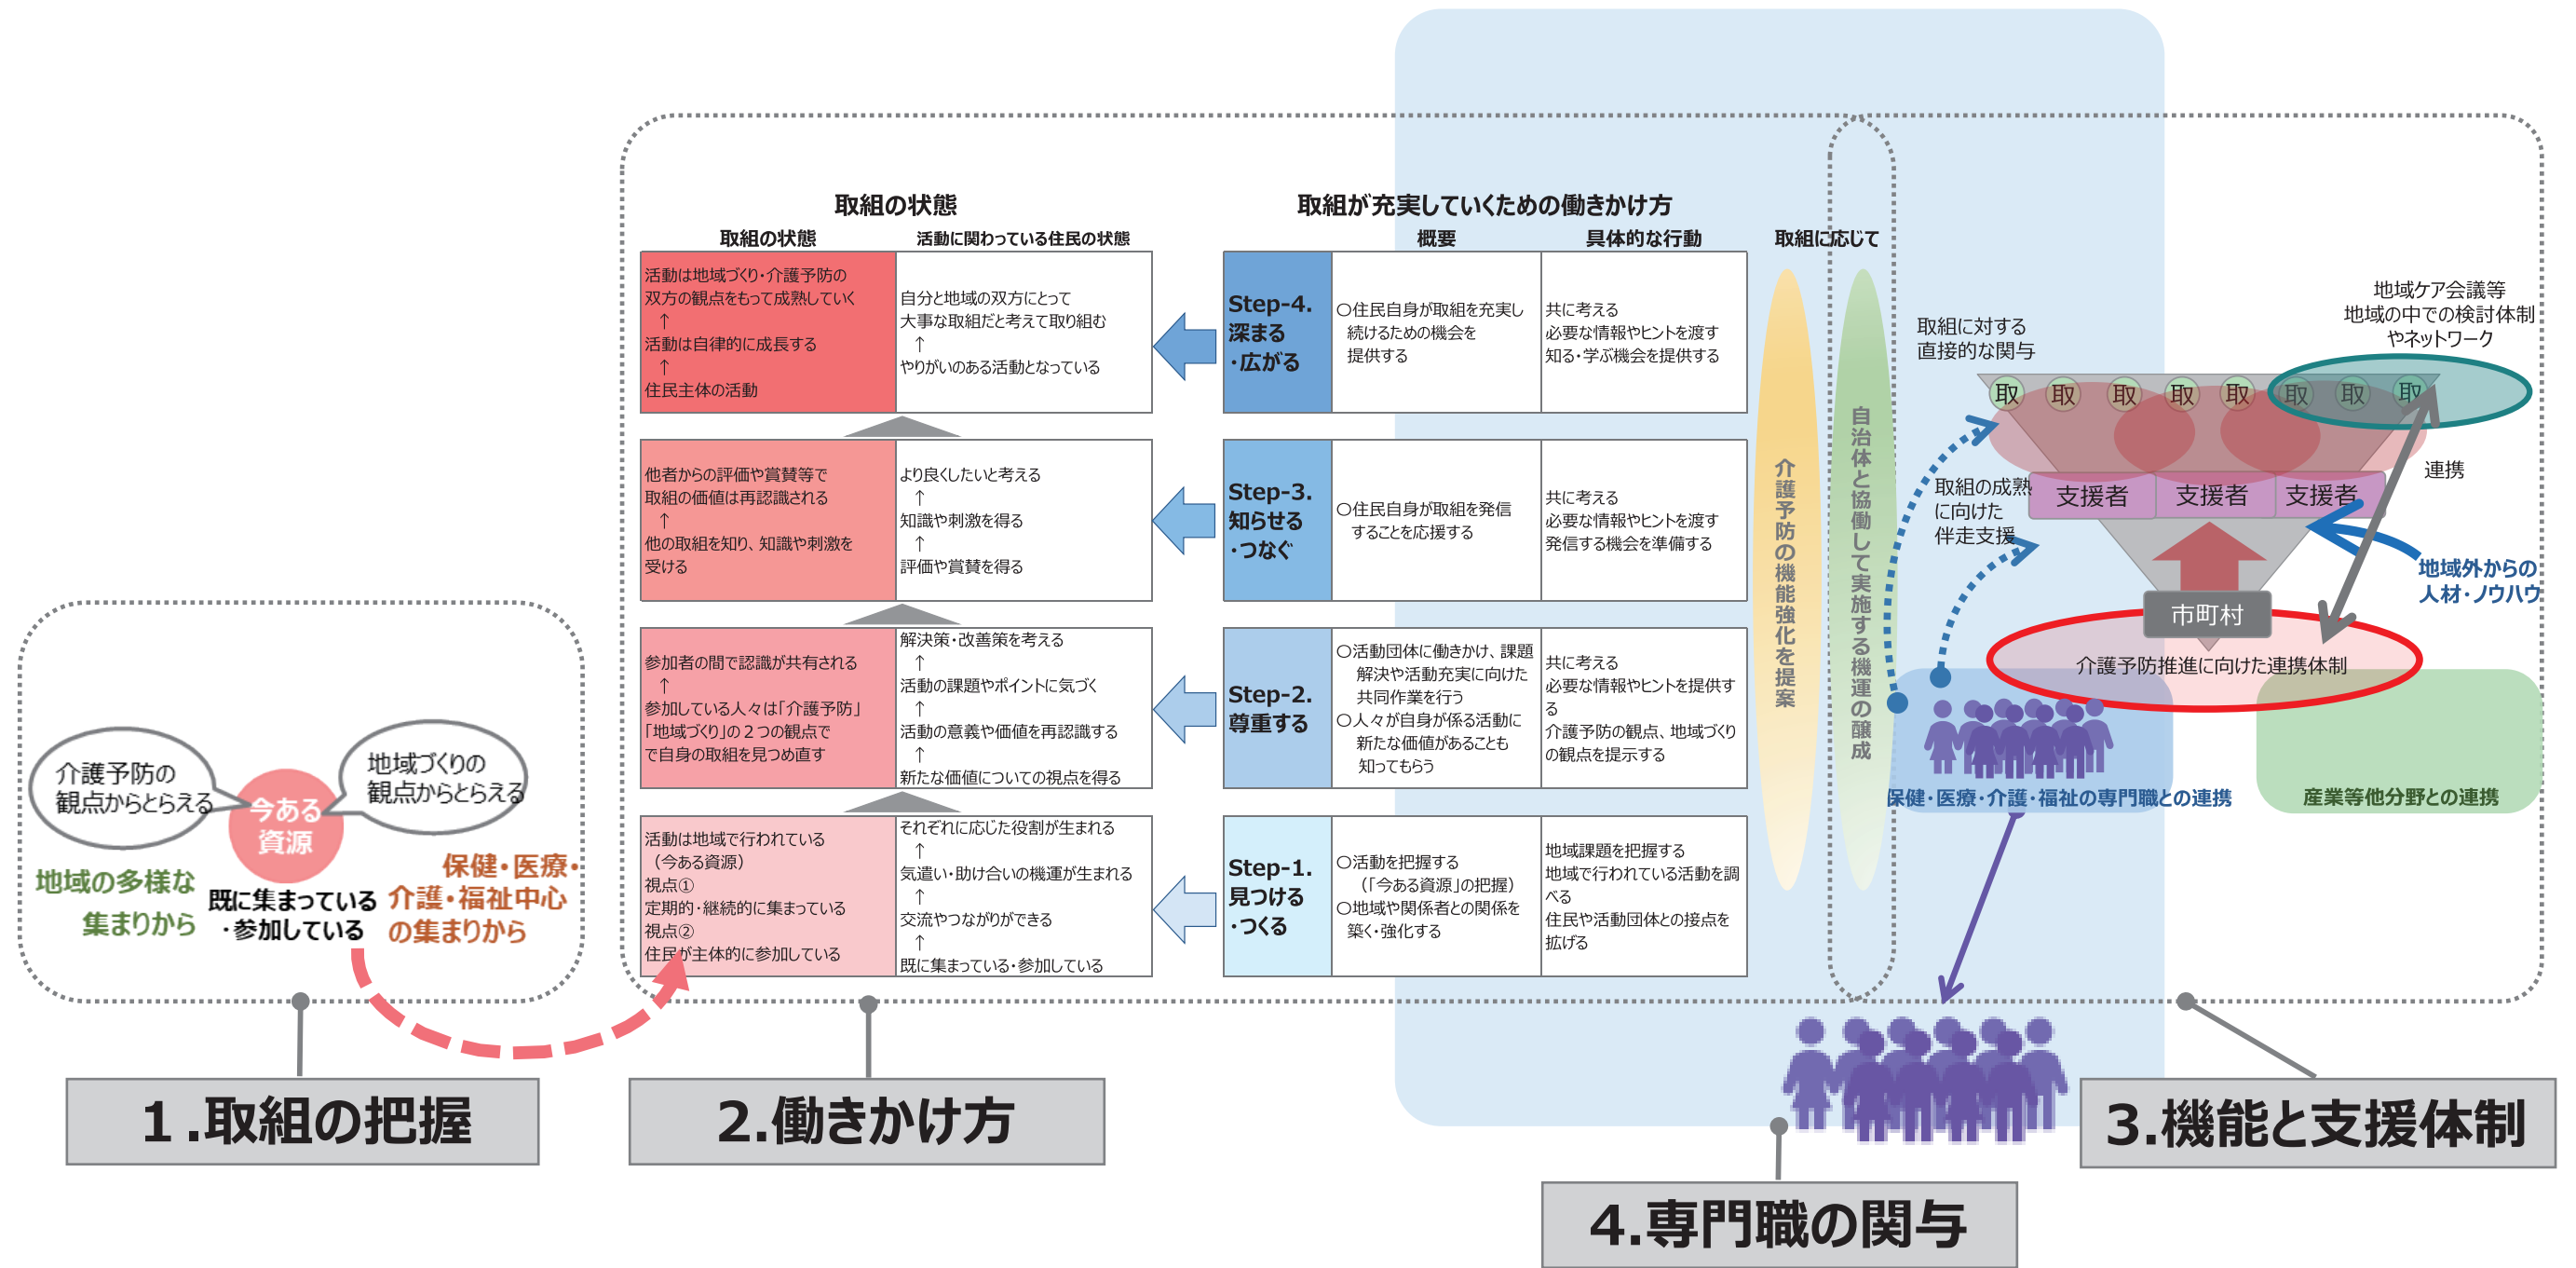 取組の状態
取組が充実していくための働きかけ方
取組の状態
活動に関わっている住民の状態
概要
具体的な行動
取組に応じて
活動は地域づくり・介護予防の
双方の観点をもって成熟していく
↑
活動は自律的に成長する
↑
住民主体の活動
自分と地域の双方にとって
大事な取組だと考えて取り組む
↑
やりがいのある活動となっている
Step-4.
深まる
・広がる
〇住民自身が取組を充実し
続けるための機会を
提供する
共に考える
必要な情報やヒントを渡す
知る・学ぶ機会を提供する
他者からの評価や賞賛等で
取組の価値は再認識される
↑
他の取組を知り、知識や刺激を
受ける
より良くしたいと考える
↑
知識や刺激を得る
↑
評価や賞賛を得る
Step-3.
知らせる
・つなぐ
〇住民自身が取組を発信
することを応援する
共に考える
必要な情報やヒントを渡す
発信する機会を準備する
参加者の間で認識が共有される
↑
参加している人々は「介護予防」
「地域づくり」の２つの観点で
で自身の取組を見つめ直す
解決策・改善策を考える
↑
活動の課題やポイントに気づく
↑
活動の意義や価値を再認識する
↑
新たな価値についての視点を得る
Step-2.
尊重する
〇活動団体に働きかけ、課題
解決や活動充実に向けた
共同作業を行う
〇人々が自身が係る活動に
新たな価値があることも
知ってもらう
共に考える
必要な情報やヒントを提供す
る
介護予防の観点、地域づくり
の観点を提示する
活動は地域で行われている
（今ある資源）
視点①
定期的・継続的に集まっている
視点②
住民が主体的に参加している
それぞれに応じた役割が生まれる
↑
気遣い・助け合いの機運が生まれる
↑
交流やつながりができる
↑
既に集まっている・参加している
Step-1.
見つける
・つくる
〇活動を把握する
（「今ある資源」の把握）
〇地域や関係者との関係を
築く・強化する
地域課題を把握する
地域で行われている活動を調
べる
住民や活動団体との接点を
拡げる
介護予防の機能強化を提案
自治体と協働して実施する機運の醸成
地域ケア会議等
地域の中での検討体制
やネットワーク
取組に対する
直接的な関与
取 取 取 取 取 取 取 取
連携
取組の成熟
に向けた
伴走支援
支援者 支援者 支援者
地域外からの
人材・ノウハウ
市町村
介護予防推進に向けた連携体制
保健・医療・介護・福祉の専門職との連携
産業等他分野との連携
介護予防の
観点からとらえる
地域づくりの
観点からとらえる
今ある
資源
地域の多様な
集まりから
既に集まっている
・参加している
保健・医療・
介護・福祉中心
の集まりから
１.取組の把握
2.働きかけ方
3.機能と支援体制
4.専門職の関与